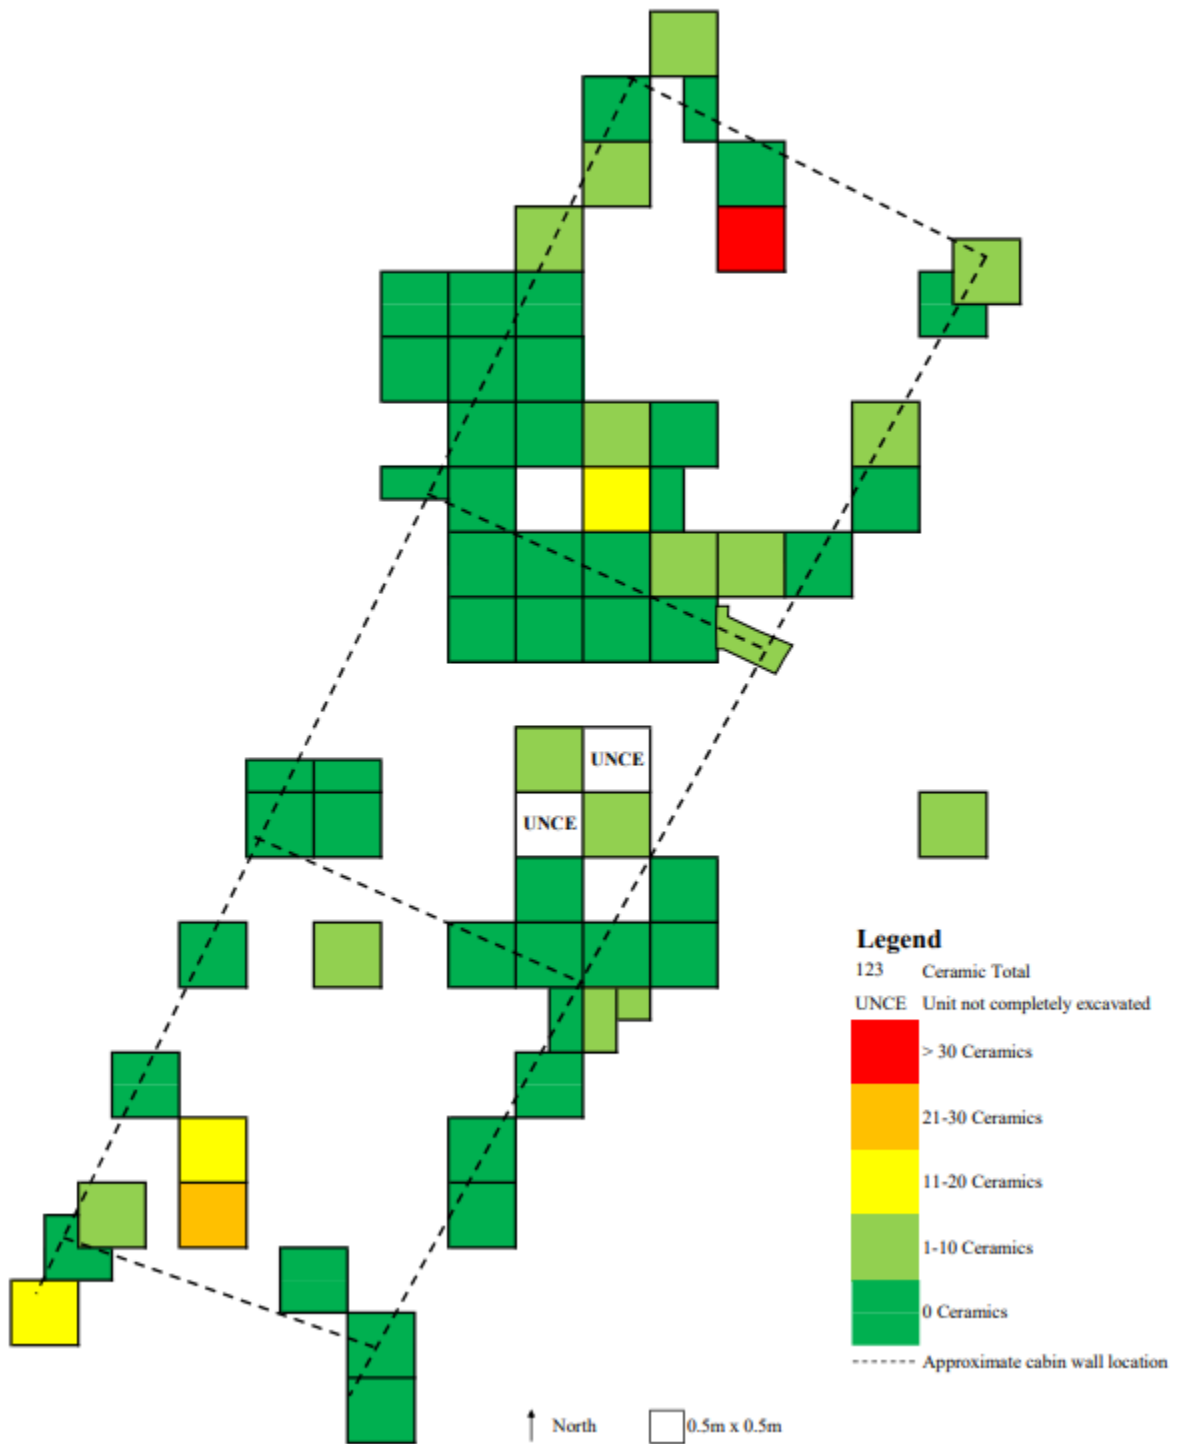 UNCE
UNCE
Legend
123 Ceramic Total
UNCE Unit not completely excavated
> 30 Ceramics
21-30 Ceramics
11-20 Ceramics
1-10 Ceramics
0 Ceramics
Approximate cabin wall location
North 0.5m x 0.5m